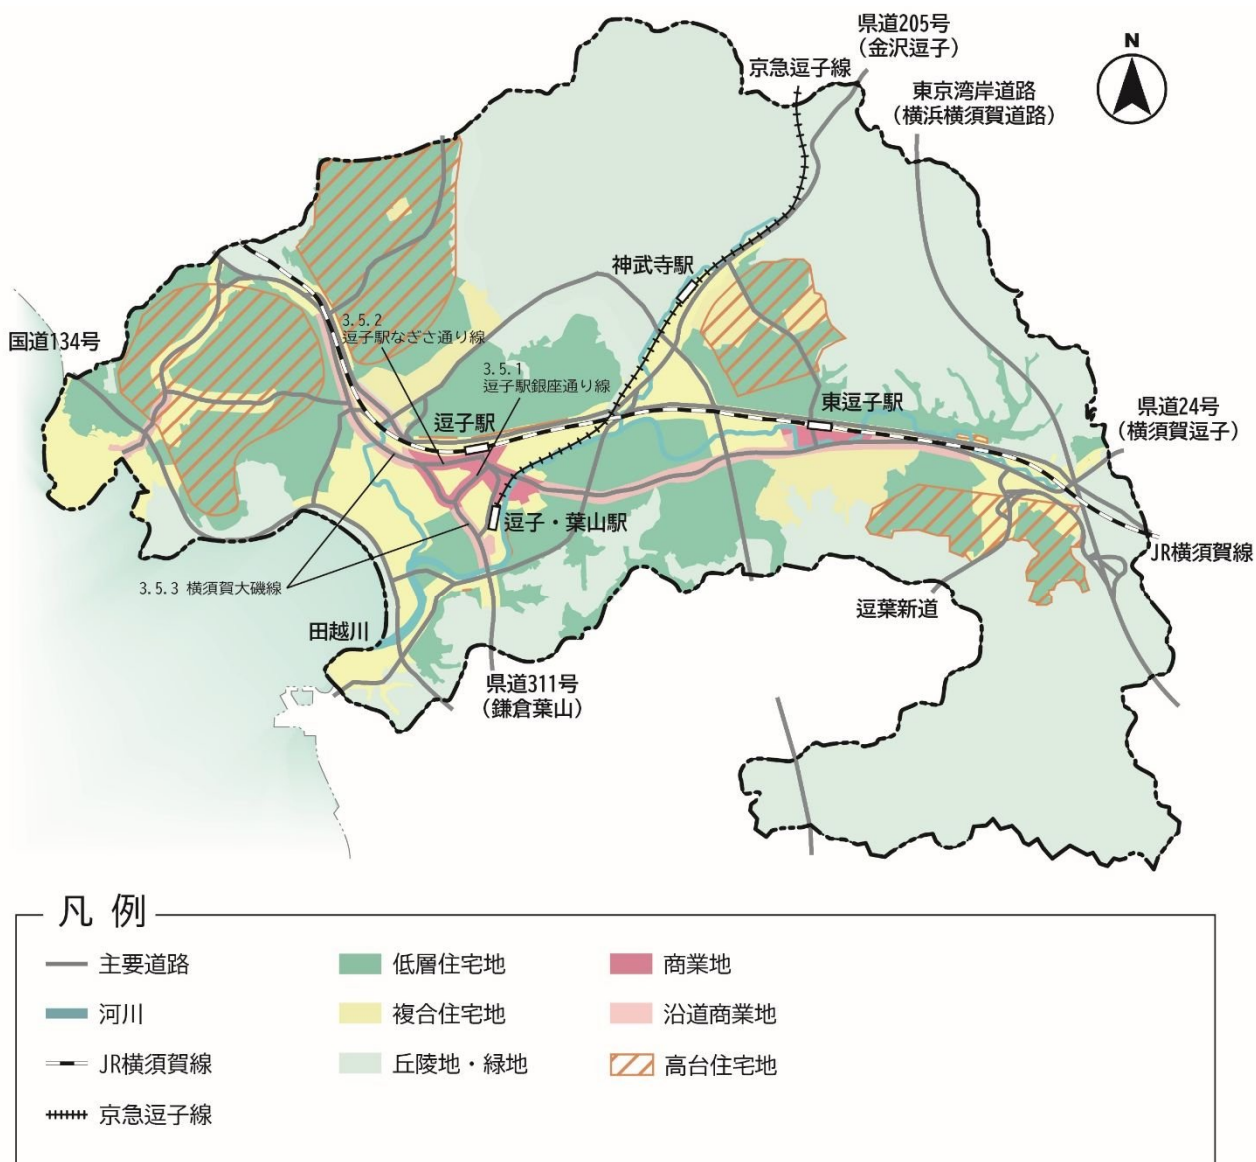 県道205号
（金沢逗子）
N
京急逗子線
東京湾岸道路
（横浜横須賀道路）
神武寺駅
3.5.2
逗子駅なぎさ通り線
国道134号
3.5.1
逗子駅銀座通り線
東逗子駅
県道24号
（横須賀逗子）
逗子駅
逗子・葉山駅
JR横須賀線
3.5.3 横須賀大磯線
逗葉新道
田越川
県道311号
（鎌倉葉山）
凡 例
主要道路
低層住宅地
商業地
河川
複合住宅地
沿道商業地
JR横須賀線
丘陵地・緑地
高台住宅地
京急逗子線